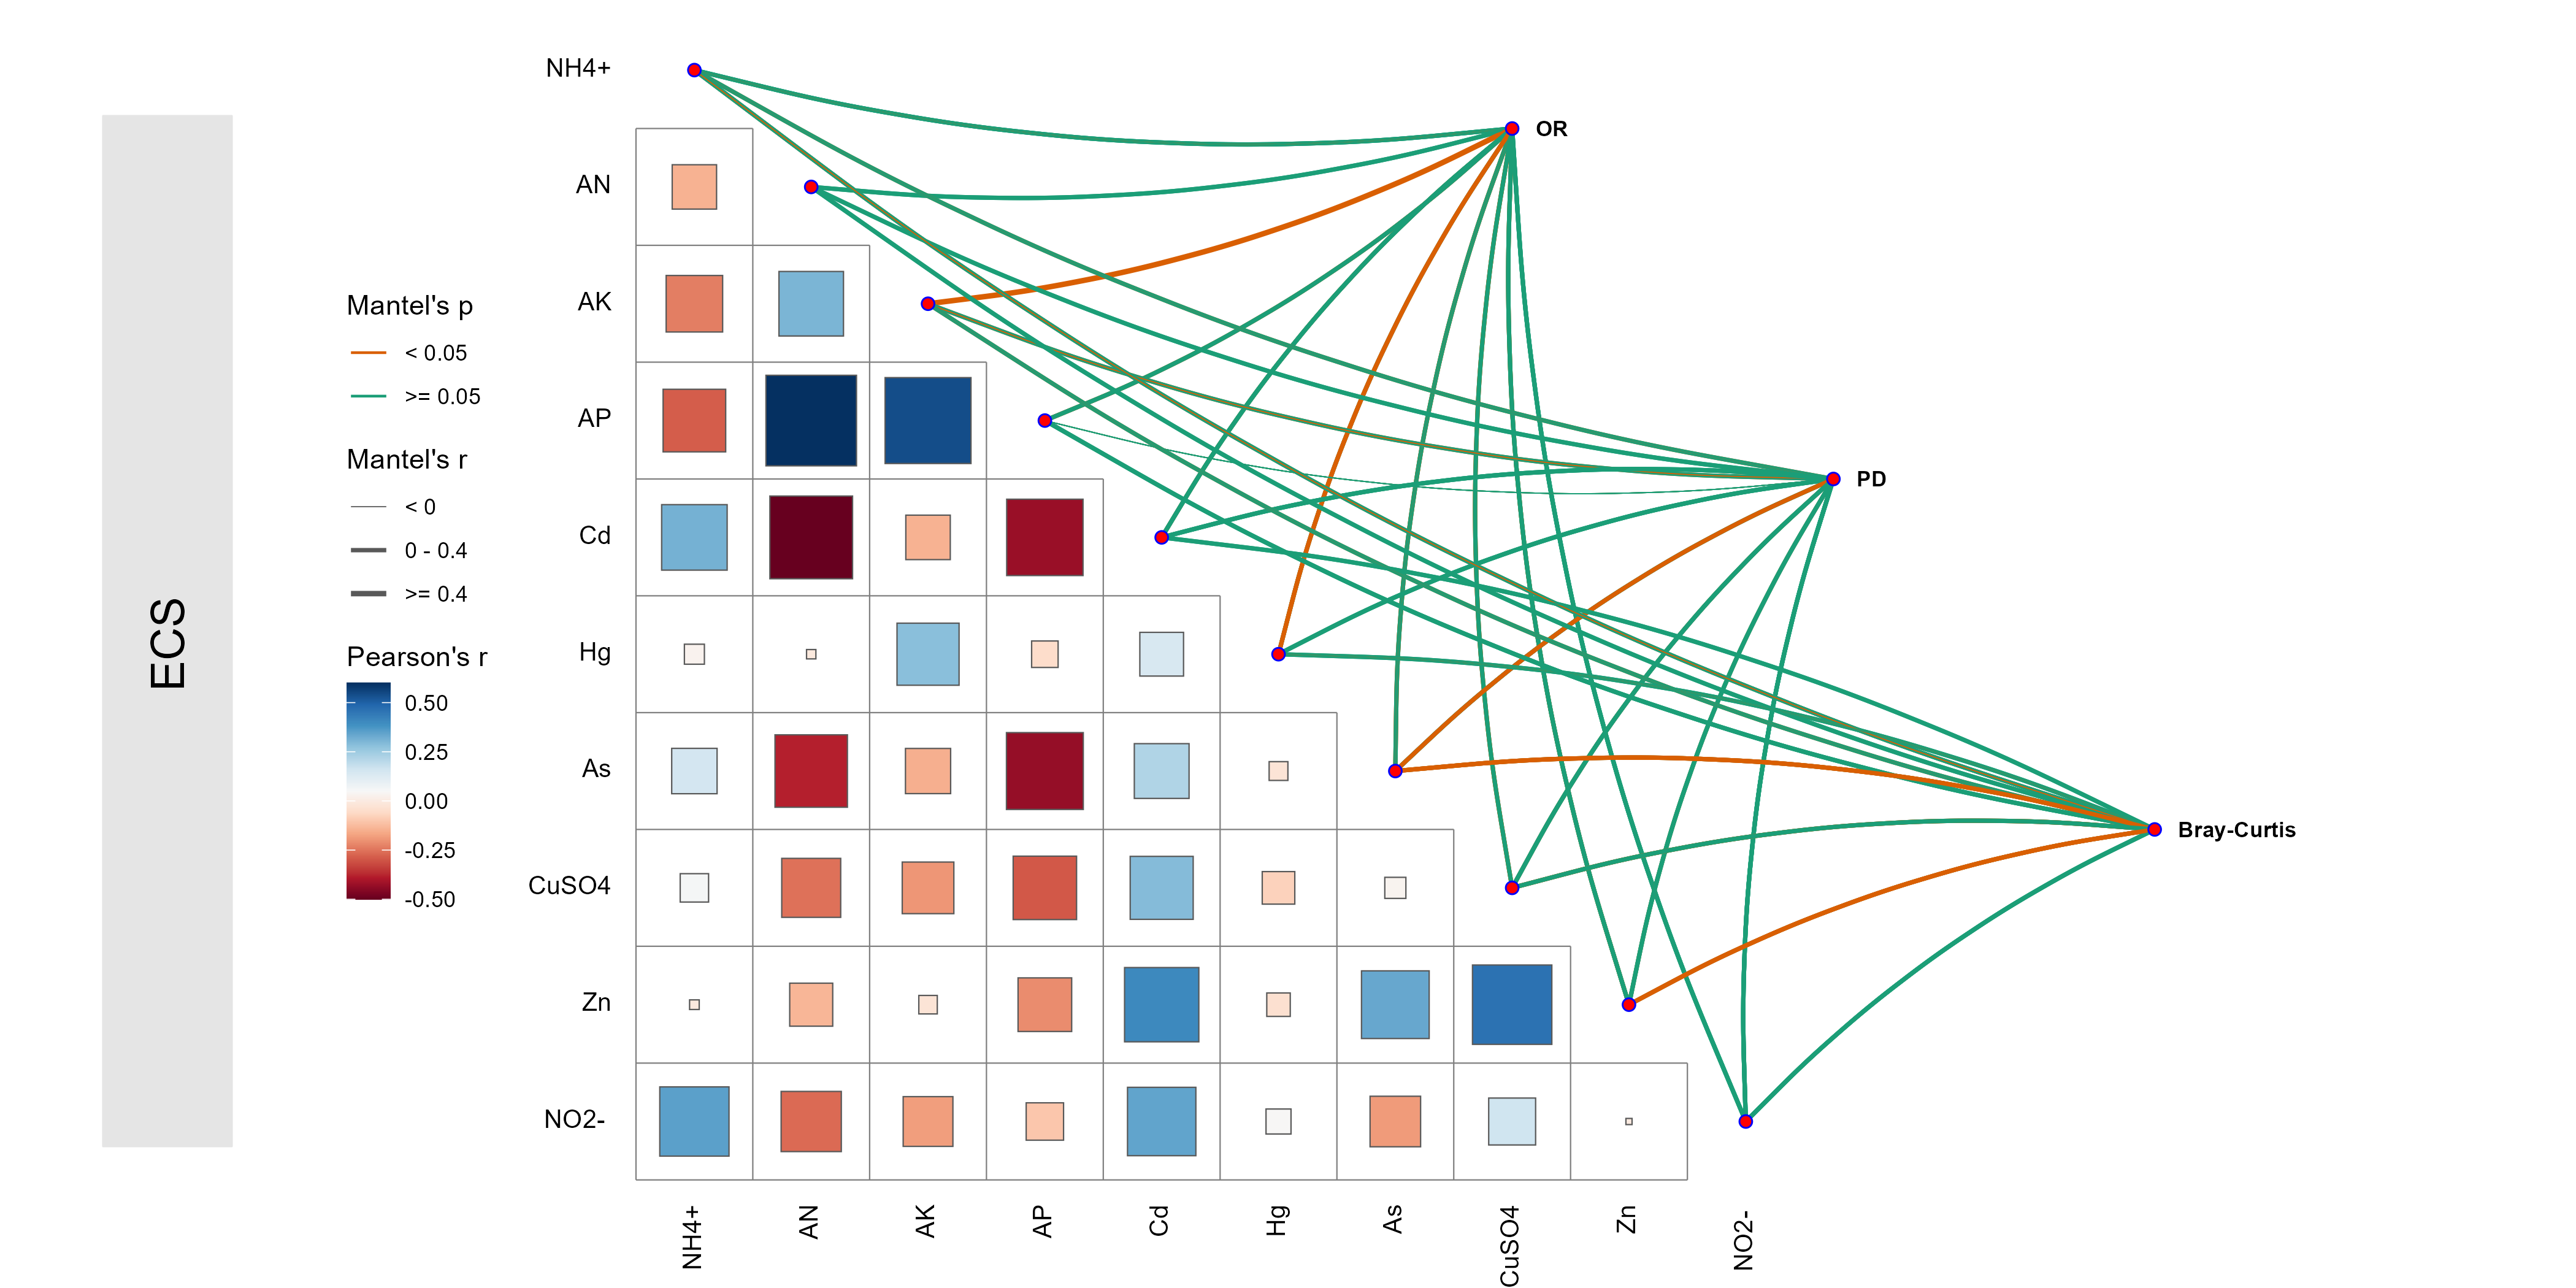 ECS
Mantel's p
< 0.05
>= 0.05
Mantel's r
< 0
0 - 0.4
>= 0.4
Pearson's r
0.50
0.25
0.00
-0.25
-0.50
NH4+
AN
AK
AP
Cd
Hg
As
CuSO4
Zn
NO2-
NH4+
AN
AK
AP
Cd
Hg
As
CuSO4
Zn
NO2-
OR
PD
Bray-Curtis